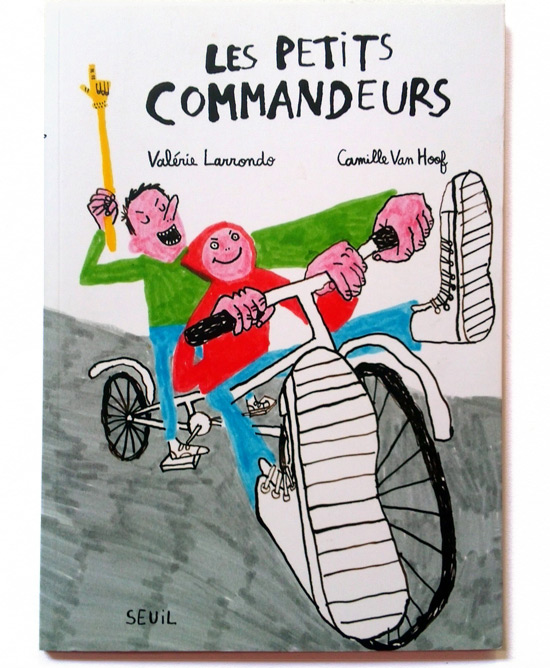 LES PETITS
COMMANDEURS
Valérie Larrondo
Camille Van Hoof
SEUIL